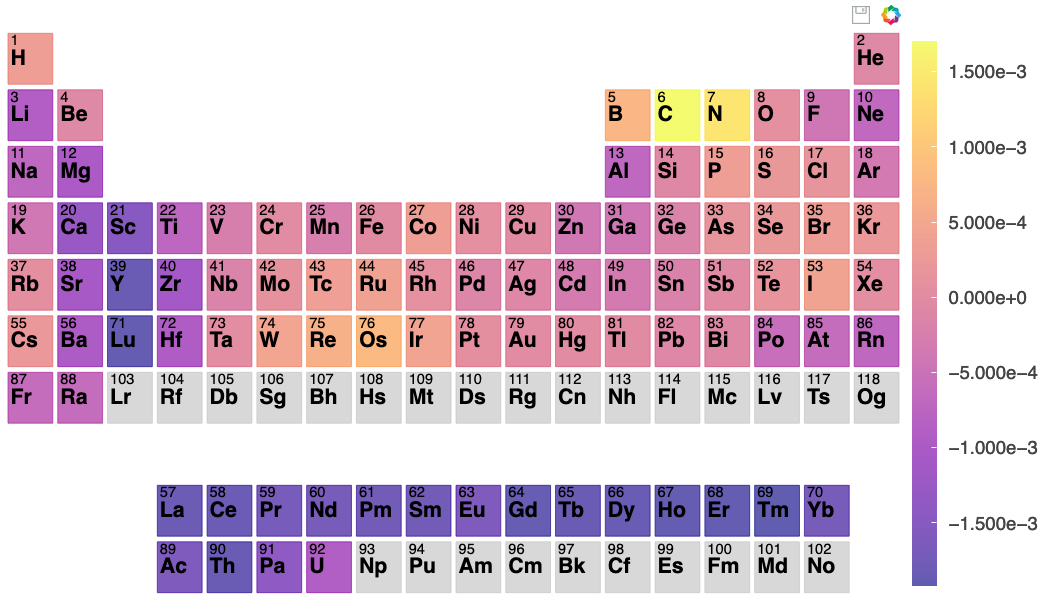 1 2
H He
1.500e−3
3 4 5 6 7 8 9 10
Li Be B C N O F Ne
1.000e−3
11 12 13 14 15 16 17 18
Na Mg Al Si P S Cl Ar
19 20 21 22 23 24 25 26 27 28 29 30 31 32 33 34 35 36
K Ca Sc Ti V Cr Mn Fe Co Ni Cu Zn Ga Ge As Se Br Kr
5.000e−4
37 38 39 40 41 42 43 44 45 46 47 48 49 50 51 52 53 54
Rb Sr Y Zr Nb Mo Tc Ru Rh Pd Ag Cd In Sn Sb Te I Xe
0.000e+0
55 56 71 72 73 74 75 76 77 78 79 80 81 82 83 84 85 86
Cs Ba Lu Hf Ta W Re Os Ir Pt Au Hg Tl Pb Bi Po At Rn
−5.000e−4
87 88 103 104 105 106 107 108 109 110 111 112 113 114 115 116 117 118
Fr Ra Lr Rf Db Sg Bh Hs Mt Ds Rg Cn Nh Fl Mc Lv Ts Og
−1.000e−3
57 58 59 60 61 62 63 64 65 66 67 68 69 70
La Ce Pr Nd Pm Sm Eu Gd Tb Dy Ho Er Tm Yb
−1.500e−3
89 90 91 92 93 94 95 96 97 98 99 100 101 102
Ac Th Pa U Np Pu Am Cm Bk Cf Es Fm Md No